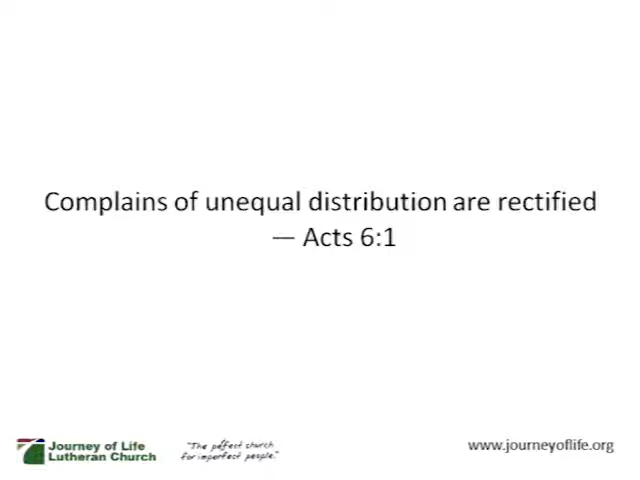 Complains of unequal distribution are rectified
— Acts 6:1
Journey of Life
Lutheran Church
"The perfect church
for imperfect people."
www.journeyoflife.org